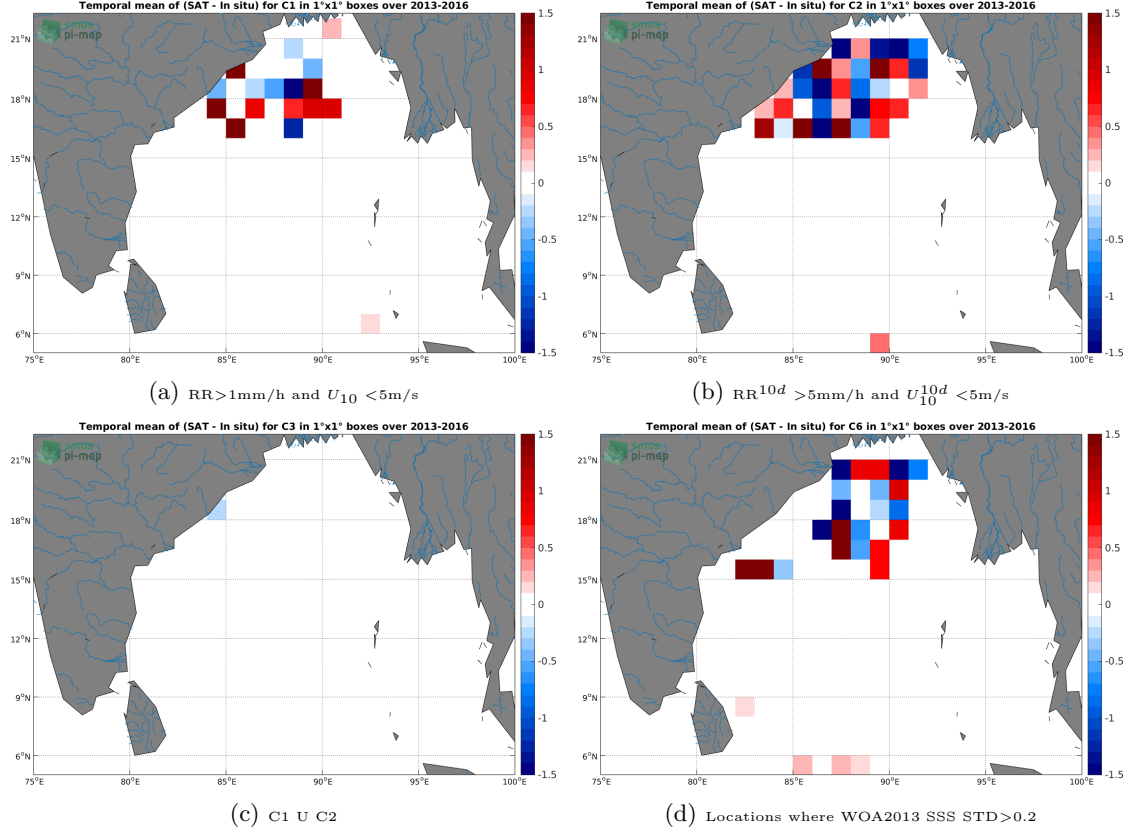 Temporal mean of (SAT - In situ) for C1 in 1°x1° boxes over 2013-2016
smos
pi-mep
21°N
18°N
15°N
12°N
9°N
6°N
75°E 80°E 85°E 90°E 95°E 100°E
1.5
1
0.5
0
-0.5
-1
-1.5
(a) RR>1mm/h and U10 <5m/s
Temporal mean of (SAT - In situ) for C2 in 1°x1° boxes over 2013-2016
smos
pi-mep
21°N
18°N
15°N
12°N
9°N
6°N
75°E 80°E 85°E 90°E 95°E 100°E
1.5
1
0.5
0
-0.5
-1
-1.5
(b) RR10d >5mm/h and U10d10 <5m/s
Temporal mean of (SAT - In situ) for C3 in 1°x1° boxes over 2013-2016
smos
pi-mep
21°N
18°N
15°N
12°N
9°N
6°N
75°E 80°E 85°E 90°E 95°E 100°E
1.5
1
0.5
0
-0.5
-1
-1.5
(c) C1 U C2
Temporal mean of (SAT - In situ) for C6 in 1°x1° boxes over 2013-2016
smos
pi-mep
21°N
18°N
15°N
12°N
9°N
6°N
75°E 80°E 85°E 90°E 95°E 100°E
1.5
1
0.5
0
-0.5
-1
-1.5
(d) Locations where WOA2013 SSS STD>0.2